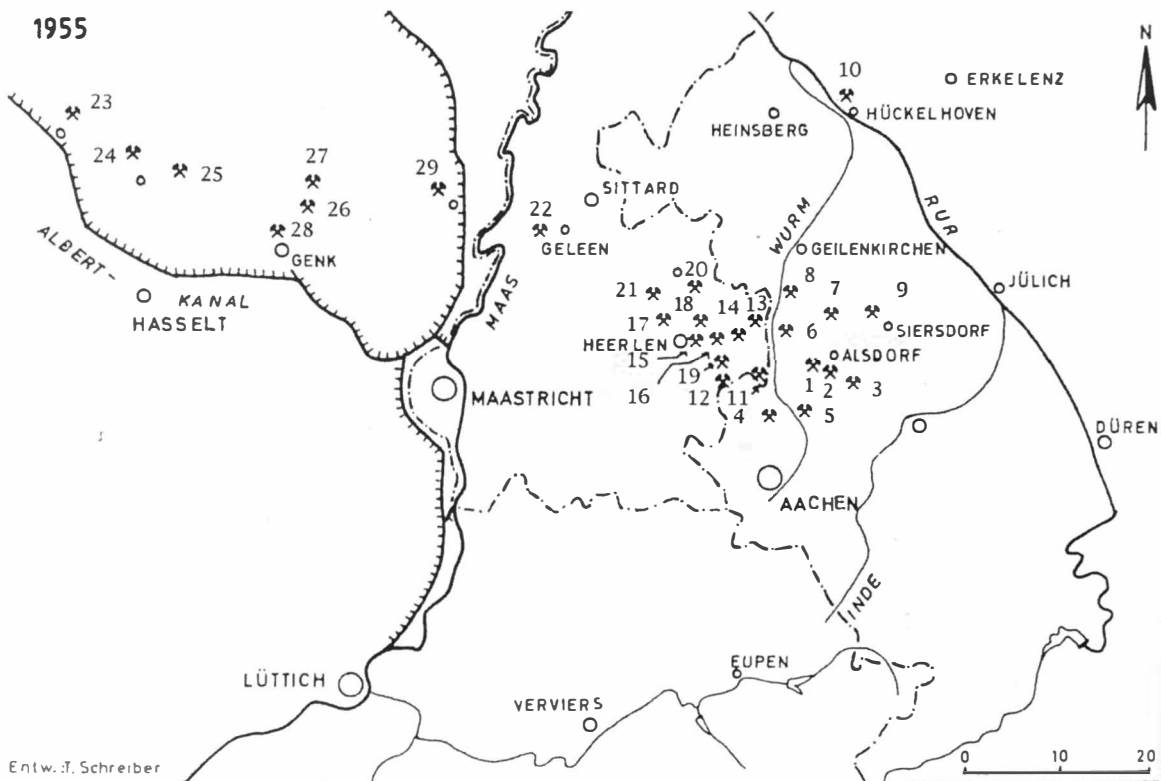 1955
N
10
ERKELENZ
HÜCKELHOVEN
HEINSBERG
23
24
25
27
26
28
GENK
29
SITTARD
22
GELEEN
WURM
RUR
GEILENKIRCHEN
ALBERT-
KANAL
HASSELT
MAAS
20
21
18
14
13
17
HEERLEN
15
16
19
12
11
8
7
9
JÜLICH
6
SIERSDORF
ALSDORF
1
2
3
4
5
MAASTRICHT
DÜREN
AACHEN
INDE
LÜTTICH
EUPEN
VERVIERS
Entw.:T. Schreiber
0 10 20